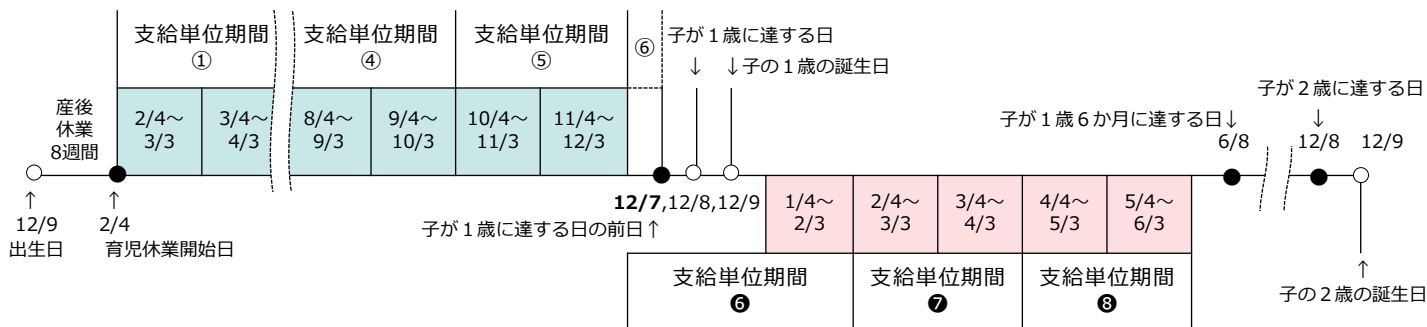 支給単位期間
①
支給単位期間
④
支給単位期間
⑤
⑥
子が１歳に達する日
↓
↓子の１歳の誕生日
産後
休業
8週間
2/4～
3/3
3/4～
4/3
8/4～
9/3
9/4～
10/3
10/4～
11/3
11/4～
12/3
子が２歳に達する日
↓
子が１歳６か月に達する日↓
6/8
12/8
12/9
↑
12/9
出生日
↑
2/4
育児休業開始日
12/7,12/8,12/9
子が１歳に達する日の前日↑
1/4～
2/3
2/4～
3/3
3/4～
4/3
4/4～
5/3
5/4～
6/3
支給単位期間
❻
支給単位期間
❼
支給単位期間
❽
↑
子の２歳の誕生日